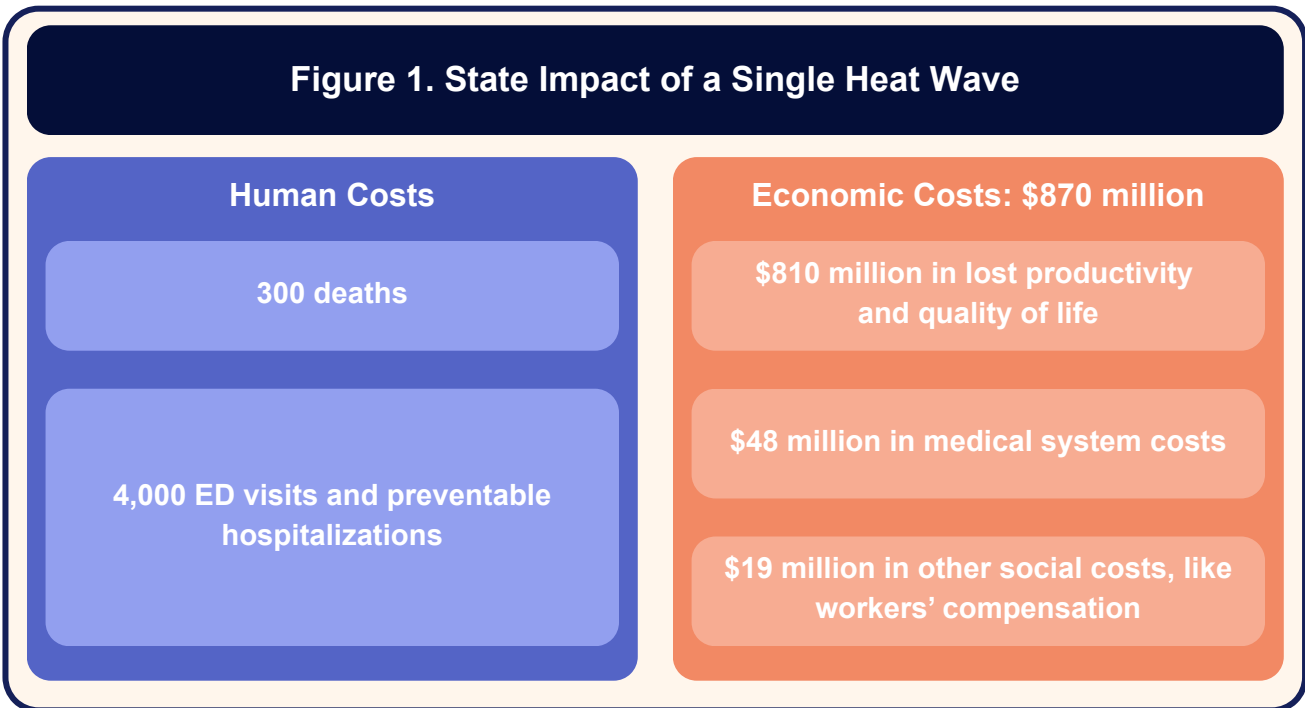 Figure 1. State Impact of a Single Heat Wave
Human Costs
300 deaths
4,000 ED visits and preventable
hospitalizations
Economic Costs: $870 million
$810 million in lost productivity
and quality of life
$48 million in medical system costs
$19 million in other social costs, like
workers’ compensation